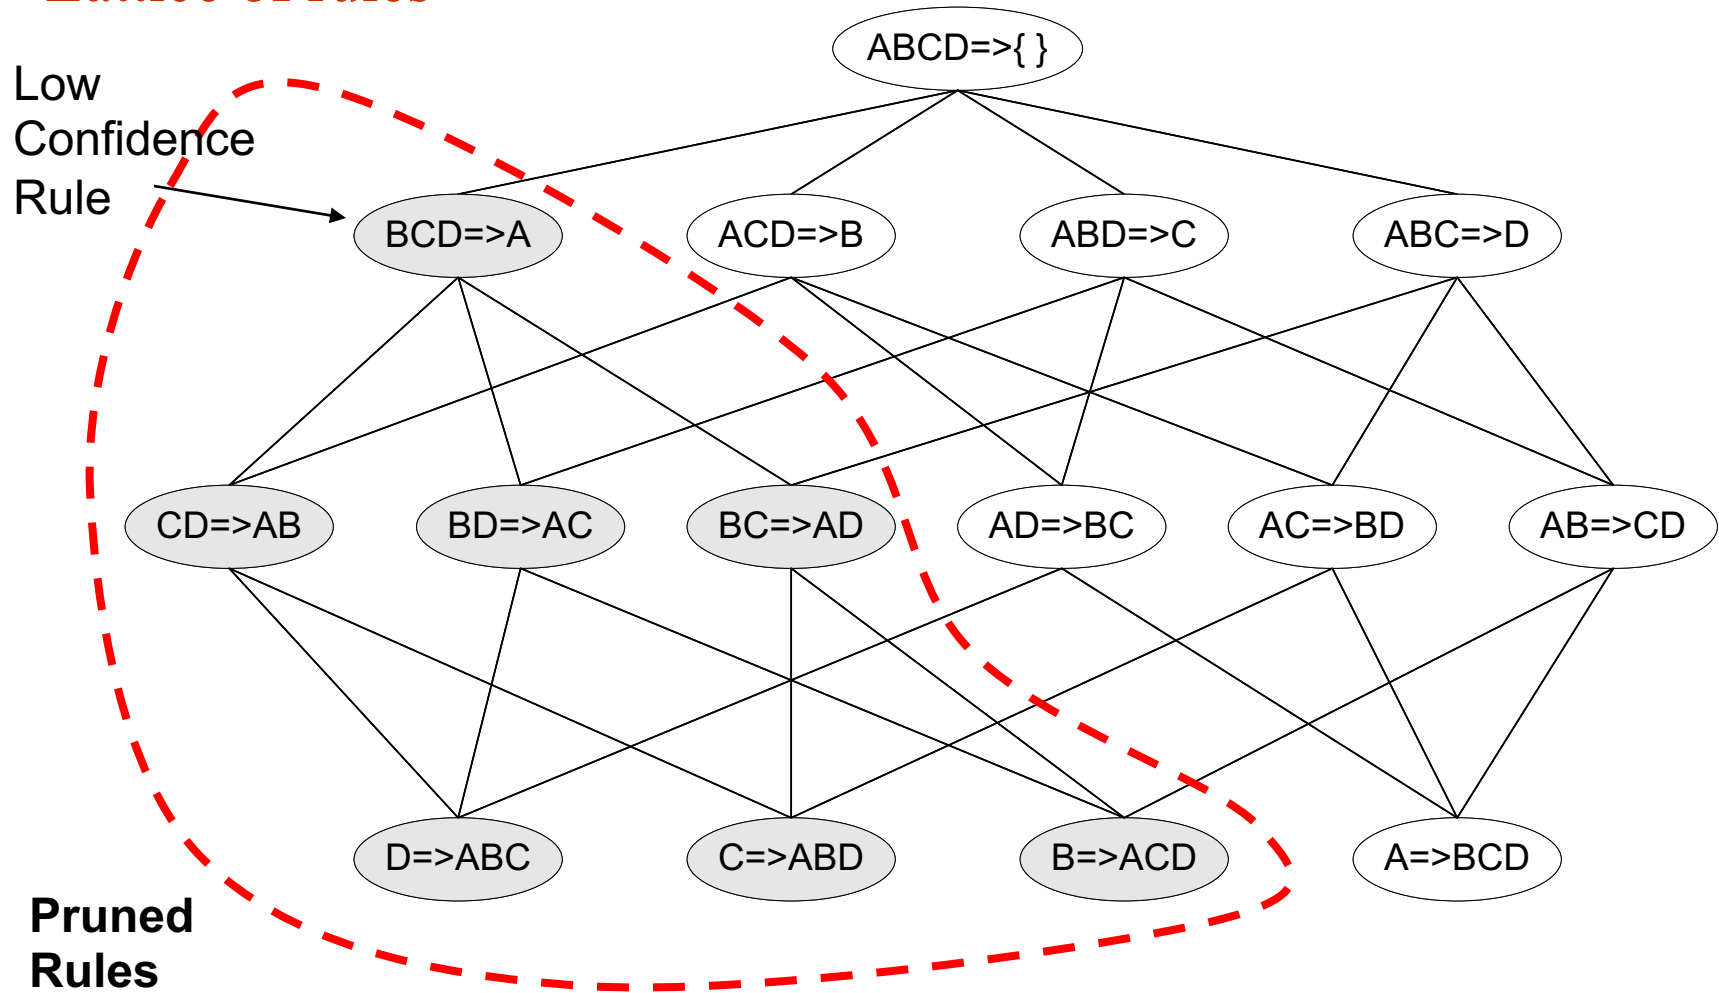 ABCD=>{ }
Low
Confidence
Rule
BCD=>A
ACD=>B
ABD=>C
ABC=>D
CD=>AB
BD=>AC
BC=>AD
AD=>BC
AC=>BD
AB=>CD
D=>ABC
C=>ABD
B=>ACD
A=>BCD
Pruned
Rules